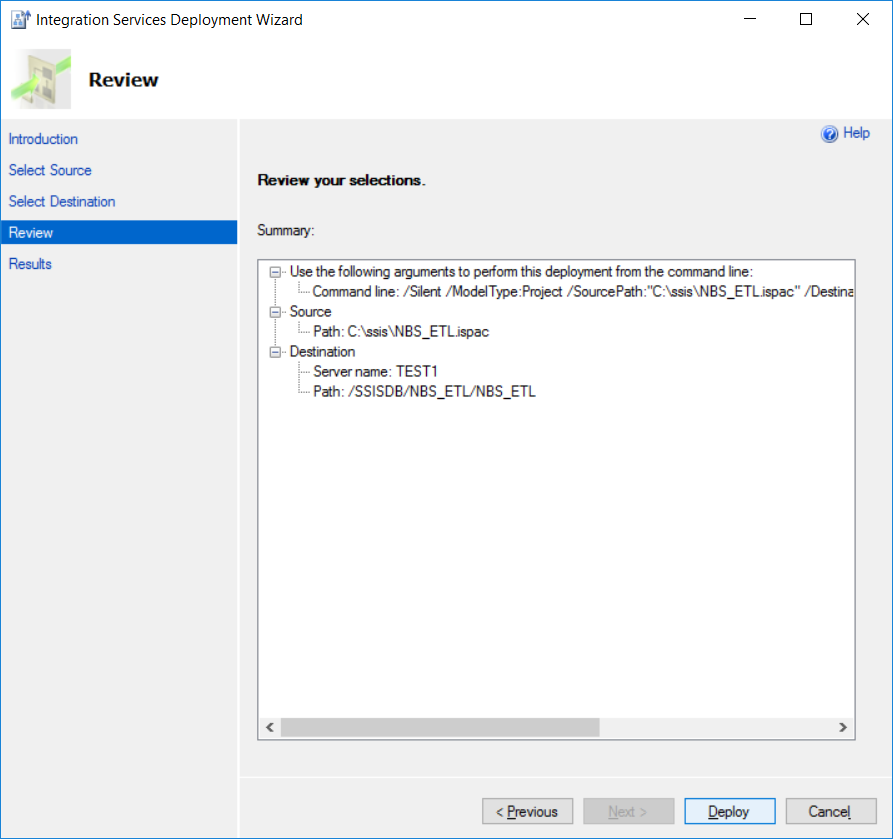 Integration Services Deployment Wizard
Review
Introduction
Select Source
Select Destination
Review
Results
Help
Review your selections.
Summary:
Use the following arguments to perform this deployment from the command line:
Command line: /Silent /ModelType:Project /SourcePath:"C:\ssis\NBS_ETL.ispac" /Destina
Source
Path: C:\ssis\NBS_ETL.ispac
Destination
Server name: TEST1
Path: /SSISDB/NBS_ETL/NBS_ETL
< Previous
Next >
Deploy
Cancel